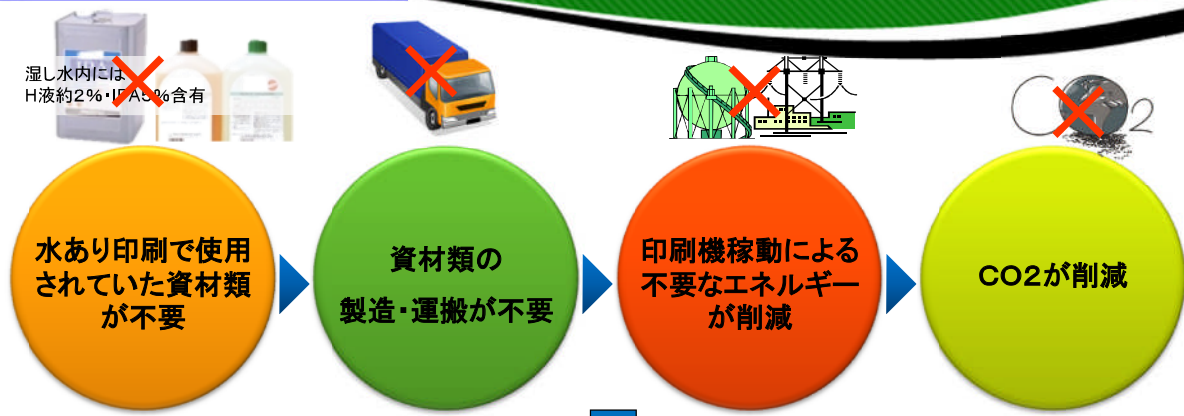 湿し水内には
H液約2%・IPA5%含有
CO2
水あり印刷で使用
されていた資材類
が不要
資材類の
製造・運搬が不要
印刷機稼動による
不要なエネルギー
が削減
CO2が削減